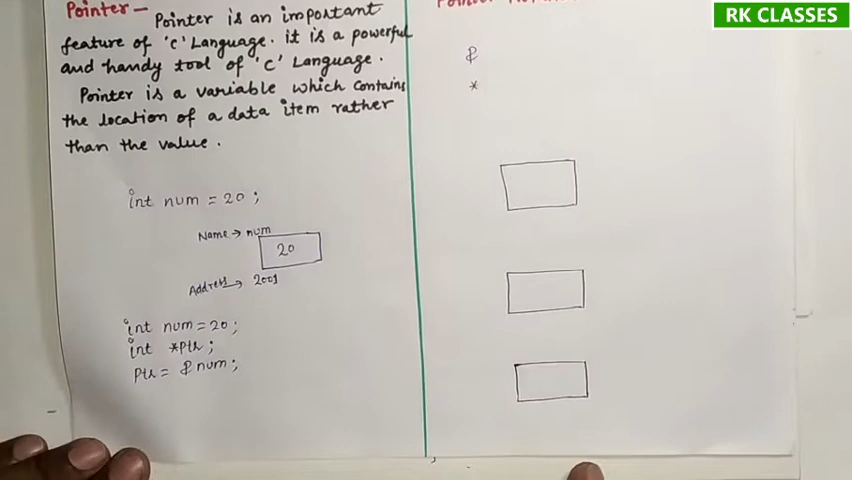 RK CLASSES
Pointer — Pointer is an important
feature of 'c' Language. it is a powerful
and handy tool of 'c' Language.
Pointer is a variable which contains
the location of a data item rather
than the value.
int num = 20 ;
Name → num
20
Address → 2001
int num = 20 ;
int *Ptr ;
Ptr = & num ;
Pointer
&
*